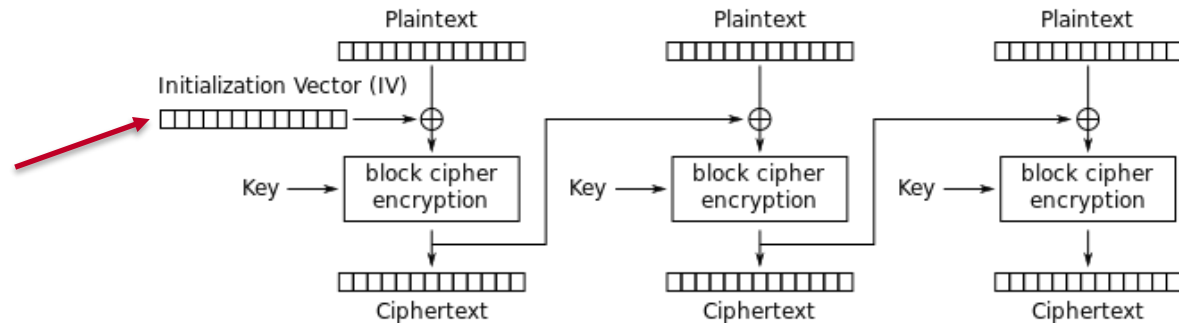 Plaintext
Plaintext
Plaintext
Initialization Vector (IV)
Key
block cipher
encryption
Key
block cipher
encryption
Key
block cipher
encryption
Ciphertext
Ciphertext
Ciphertext